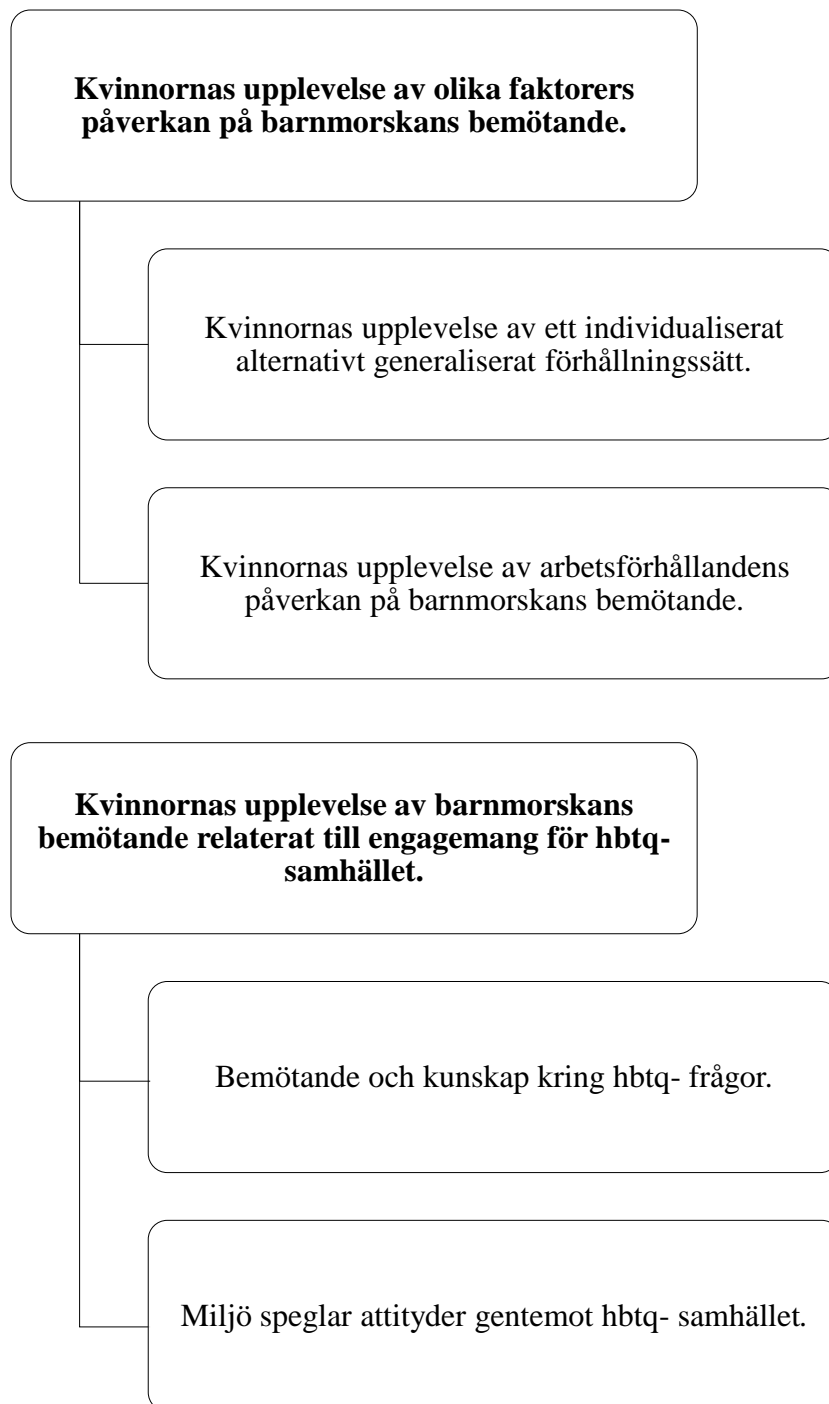 Kvinnornas upplevelse av olika faktorers
påverkan på barnmorskans bemötande.
Kvinnornas upplevelse av ett individualiserat
alternativt generaliserat förhållningssätt.
Kvinnornas upplevelse av arbetsförhållandens
påverkan på barnmorskans bemötande.
Kvinnornas upplevelse av barnmorskans
bemötande relaterat till engagemang för hbtq-
samhället.
Bemötande och kunskap kring hbtq- frågor.
Miljö speglar attityder gentemot hbtq- samhället.